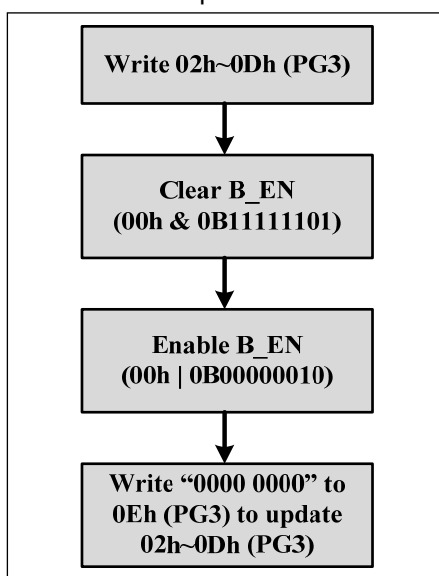 Write 02h~0Dh (PG3)
Clear B_EN
(00h & 0B11111101)
Enable B_EN
(00h | 0B00000010)
Write “0000 0000” to
0Eh (PG3) to update
02h~0Dh (PG3)